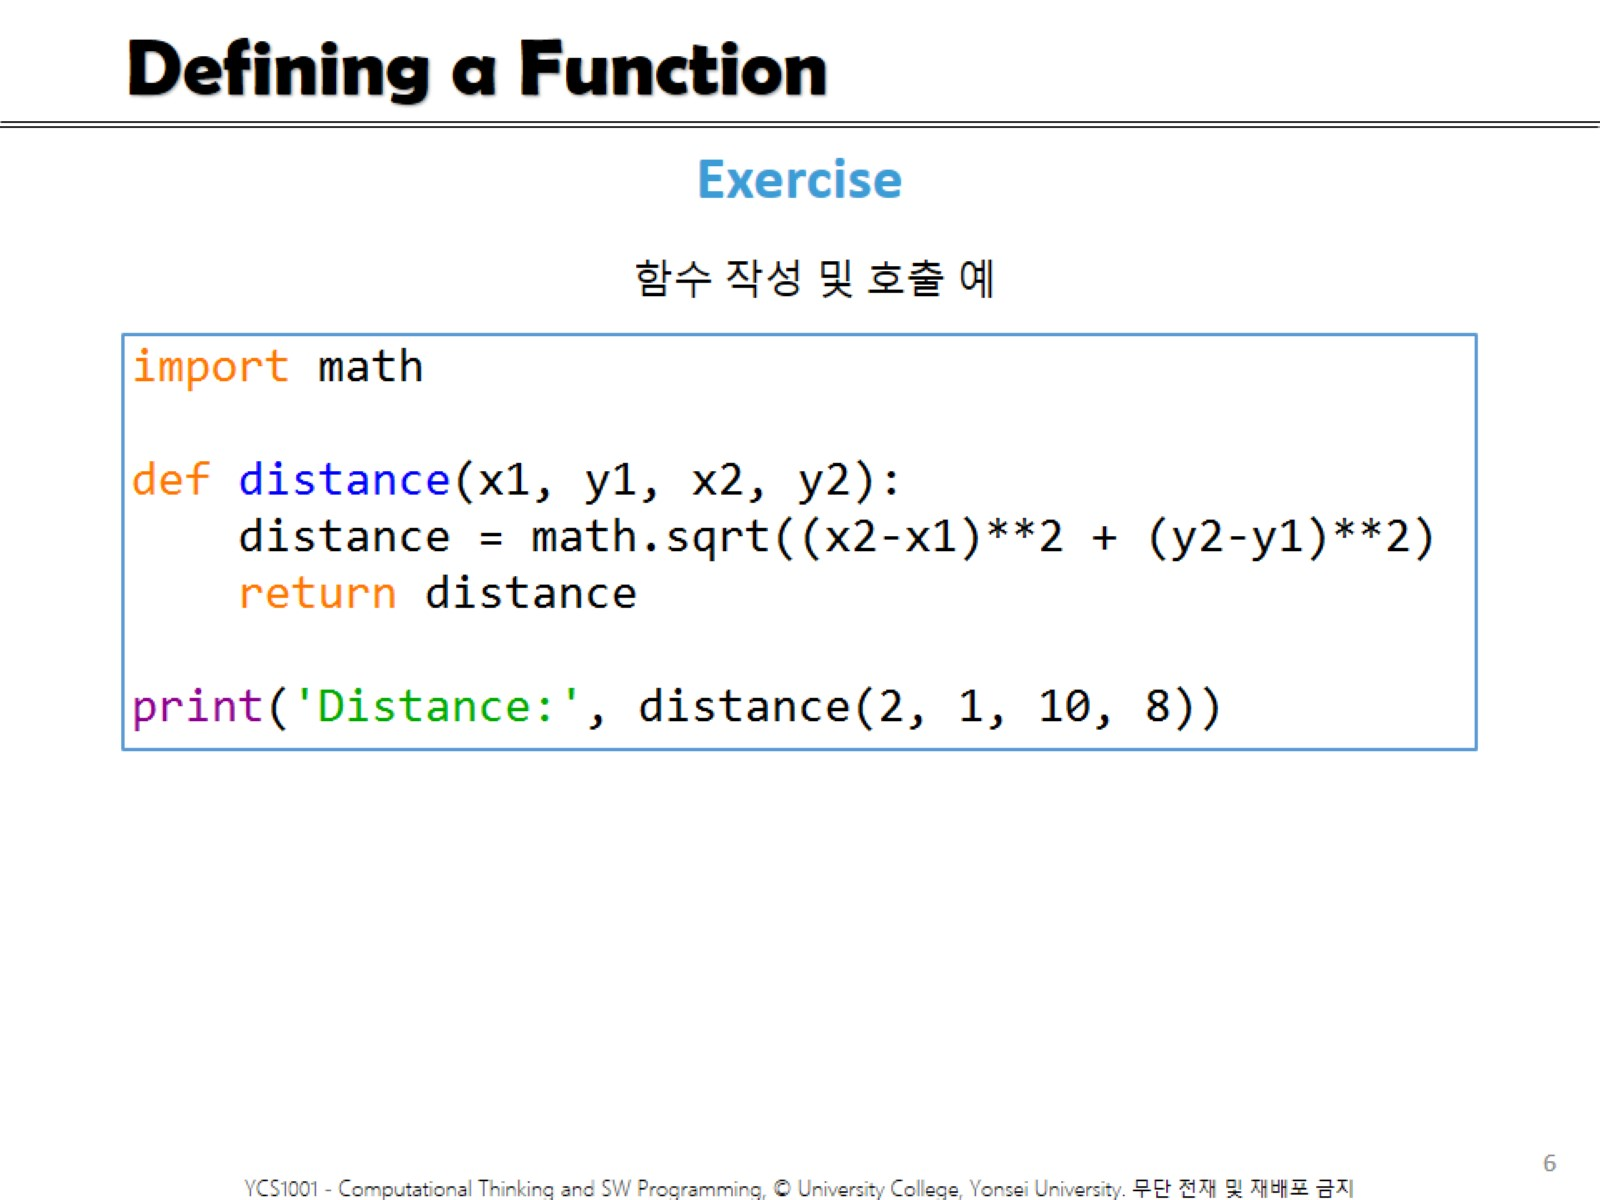 Defining a Function
Exercise
함수 작성 및 호출 예
import math
def distance(x1, y1, x2, y2):
    distance = math.sqrt((x2-x1)**2 + (y2-y1)**2)
    return distance
print('Distance:', distance(2, 1, 10, 8))
6
YCS1001 - Computational Thinking and SW Programming, © University College, Yonsei University. 무단 전재 및 재배포 금지